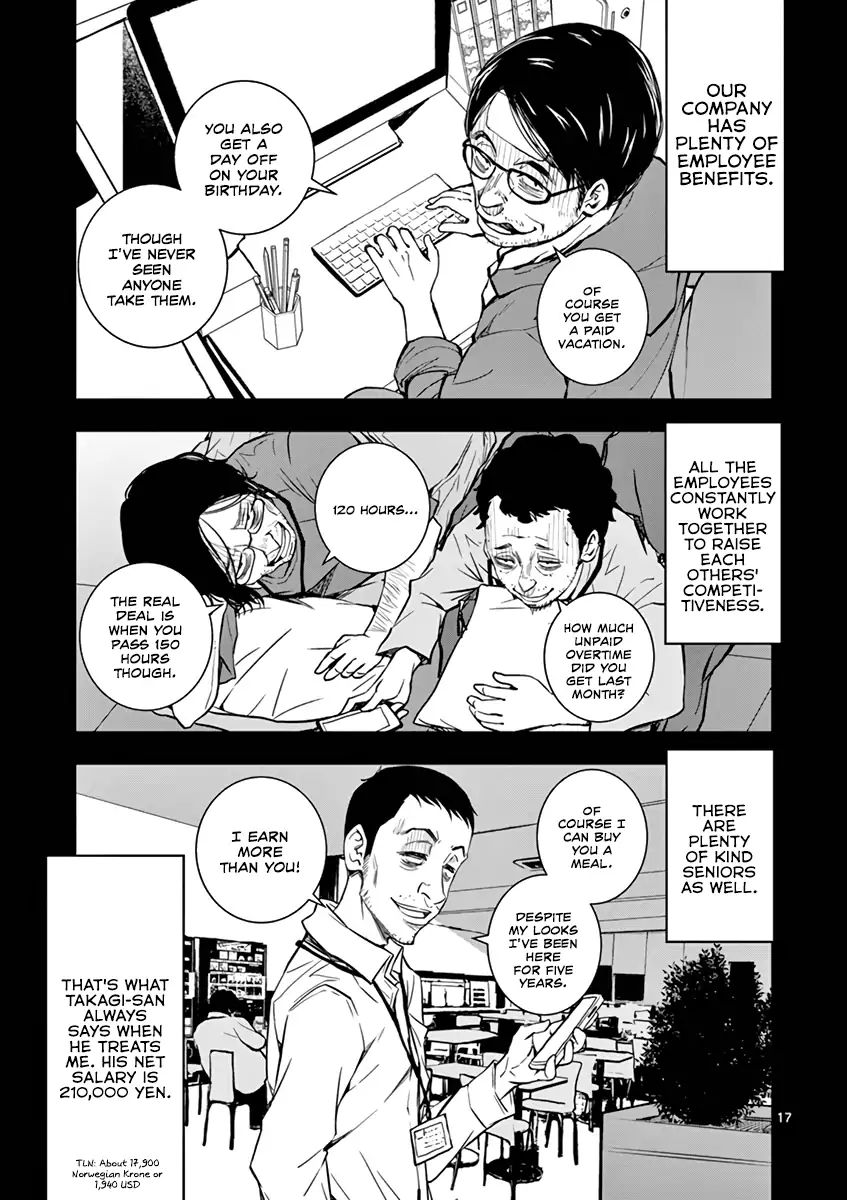 OUR
COMPANY
HAS
PLENTY OF
EMPLOYEE
BENEFITS.
OF
COURSE
YOU GET
A PAID
VACATION.
YOU ALSO
GET A
DAY OFF
ON YOUR
BIRTHDAY.
THOUGH
I'VE NEVER
SEEN
ANYONE
TAKE THEM.
ALL THE
EMPLOYEES
CONSTANTLY
WORK
TOGETHER
TO RAISE
EACH
OTHERS'
COMPETI-
TIVENESS.
HOW MUCH
UNPAID
OVERTIME
DID YOU
GET LAST
MONTH?
120 HOURS...
THE REAL
DEAL IS
WHEN YOU
PASS 150
HOURS
THOUGH.
THERE
ARE
PLENTY
OF KIND
SENIORS
AS WELL.
OF
COURSE I
CAN BUY
YOU A
MEAL.
DESPITE
MY LOOKS
I'VE BEEN
HERE
FOR FIVE
YEARS.
I EARN
MORE
THAN YOU!
THAT'S WHAT
TAKAGI-SAN
ALWAYS
SAYS WHEN
HE TREATS
ME. HIS NET
SALARY IS
210,000 YEN.
TLN: About 17,900
Norwegian Krone or
1,940 USD
17